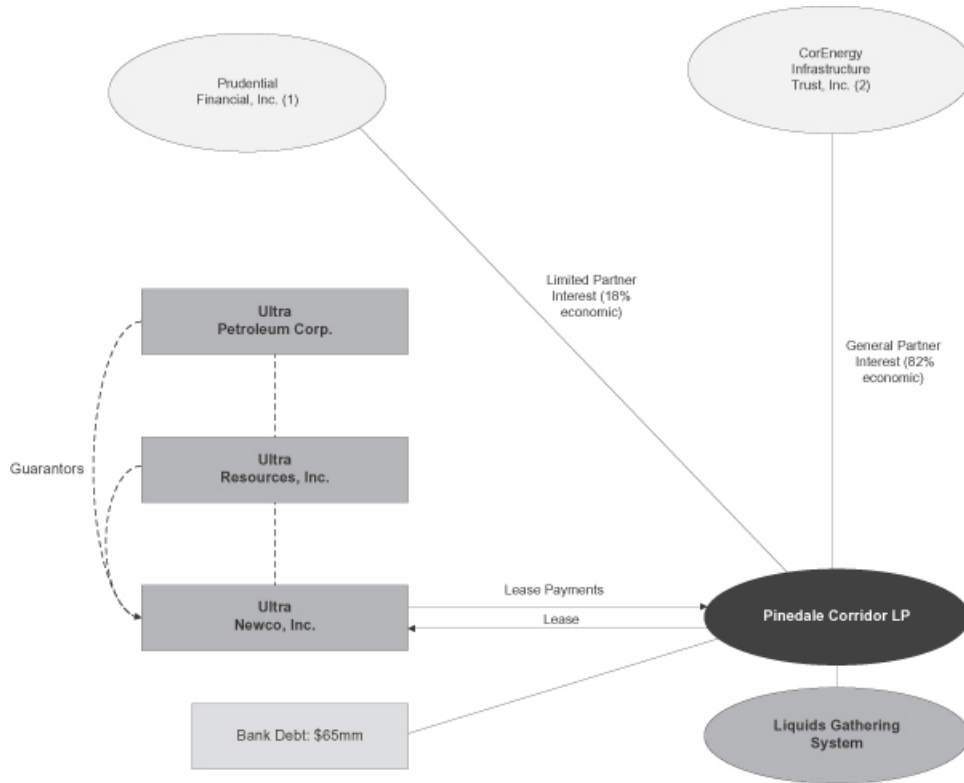 Prudential
Financial, Inc. (1)
CorEnergy
Infrastructure
Trust, Inc. (2)
Limited Partner
Interest (18%
economic)
General Partner
Interest (82%
economic)
Ultra
Petroleum Corp.
Guarantors
Ultra
Resources, Inc.
Ultra
Newco, Inc.
Lease Payments
Lease
Pinedale Corridor LP
Bank Debt: $65mm
Liquids Gathering
System